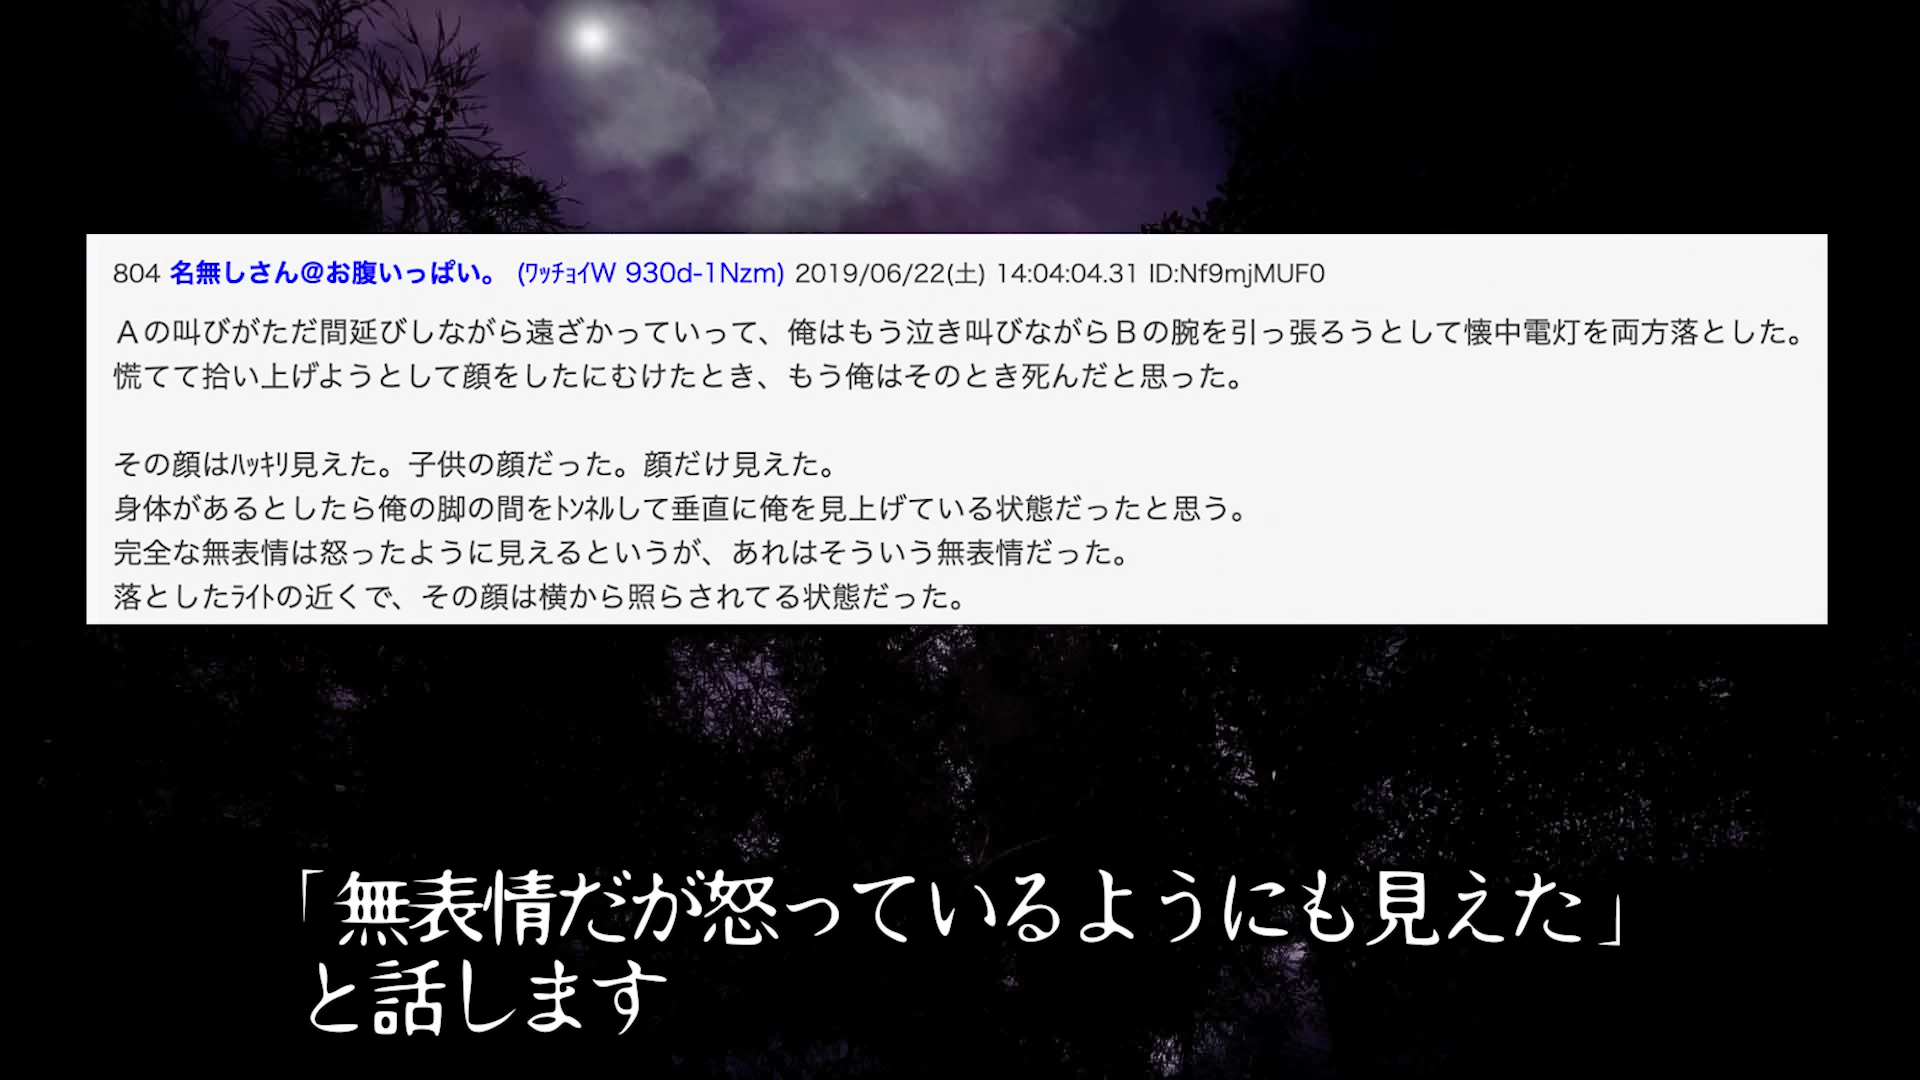 804 名無しさん@お腹いっぱい。 (ﾜｯﾁｮｲW 930d-1Nzm) 2019/06/22(土) 14:04:04.31 ID:Nf9mjMUF0
Ａの叫びがただ間延びしながら遠ざかっていって、俺はもう泣き叫びながらＢの腕を引っ張ろうとして懐中電灯を両方落とした。
慌てて拾い上げようとして顔をしたにむけたとき、もう俺はそのとき死んだと思った。
その顔はﾊｯｷﾘ見えた。子供の顔だった。顔だけ見えた。
身体があるとしたら俺の脚の間をﾄﾝﾈﾙして垂直に俺を見上げている状態だったと思う。
完全な無表情は怒ったように見えるというが、あれはそういう無表情だった。
落としたﾗｲﾄの近くで、その顔は横から照らされてる状態だった。
「無表情だが怒っているようにも見えた」
と話します